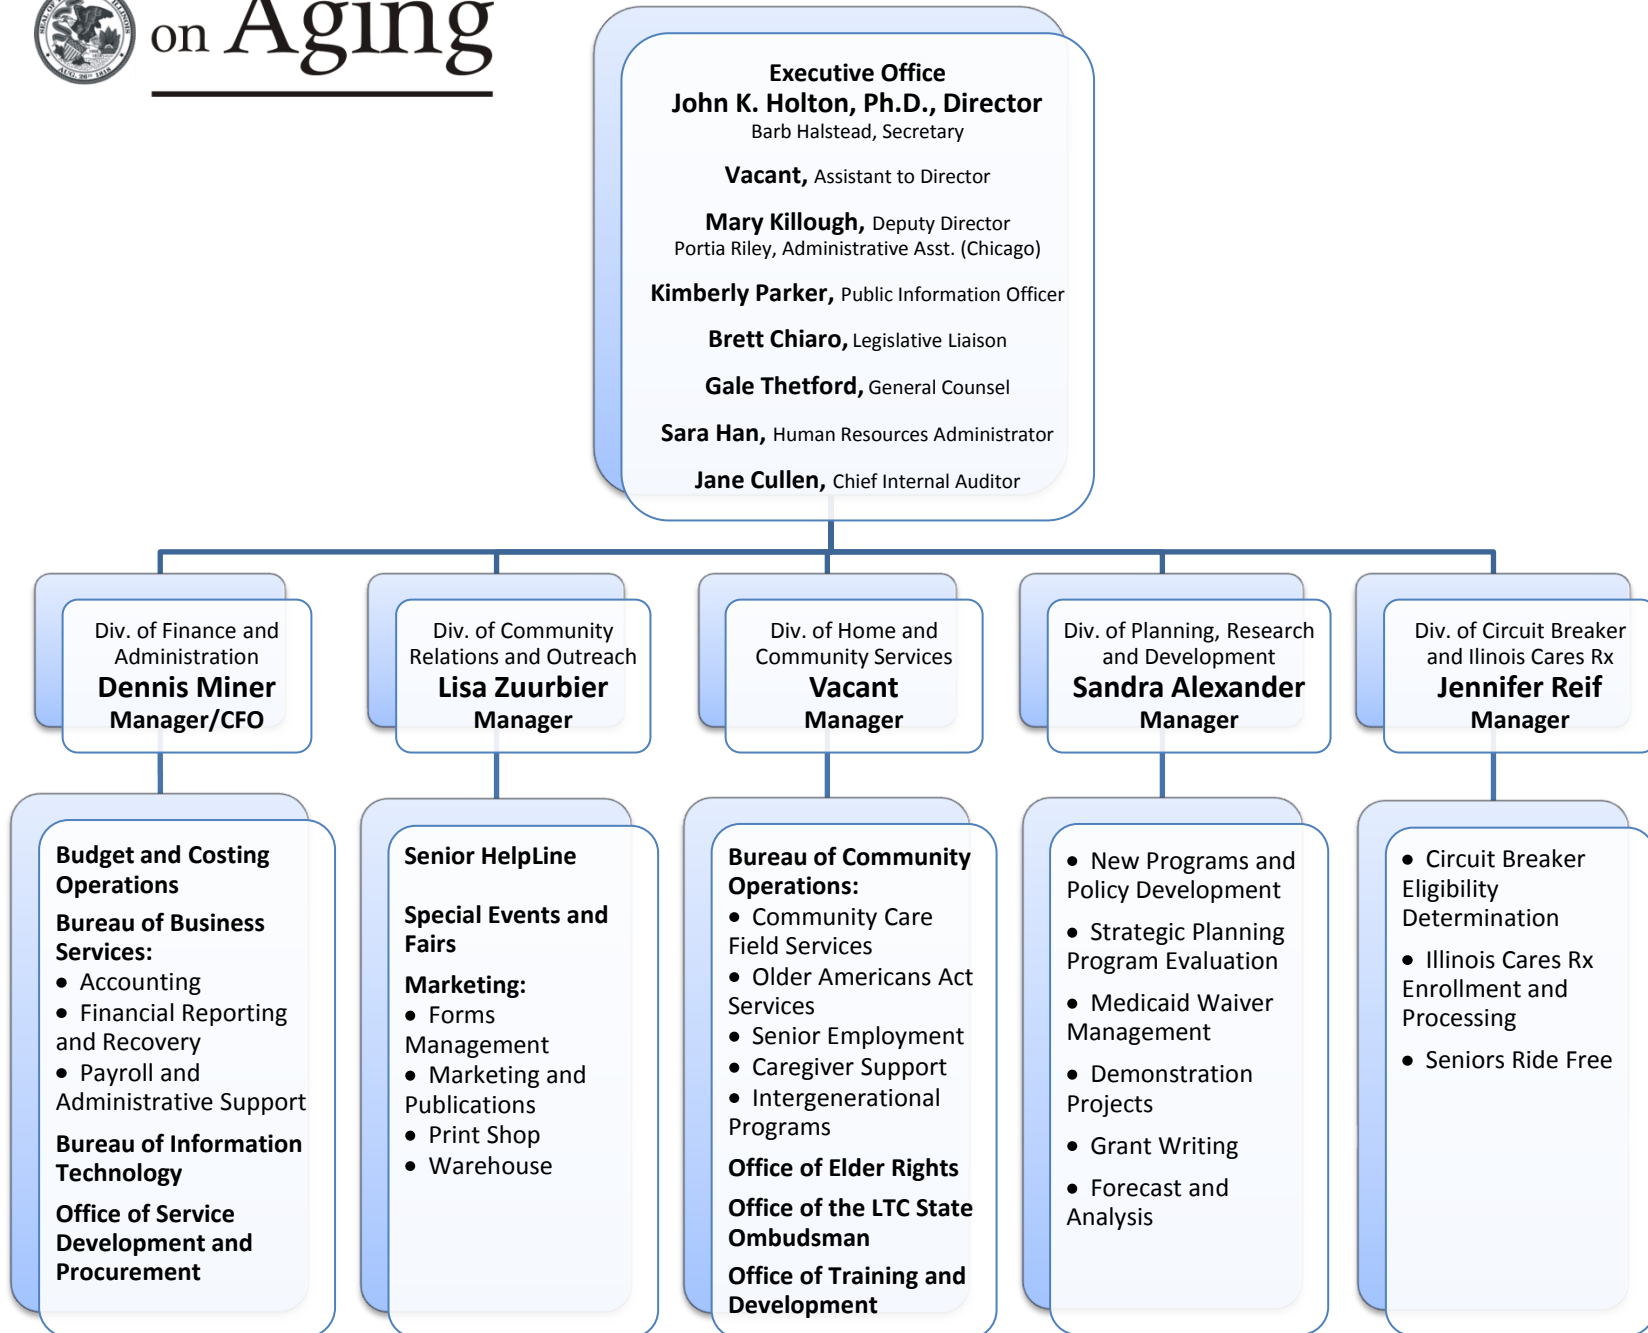 on Aging
SEAL OF
ILLINOIS
AUG. 26TH 1818
Executive Office
John K. Holton, Ph.D., Director
Barb Halstead, Secretary
Vacant, Assistant to Director
Mary Killough, Deputy Director
Portia Riley, Administrative Asst. (Chicago)
Kimberly Parker, Public Information Officer
Brett Chiaro, Legislative Liaison
Gale Thetford, General Counsel
Sara Han, Human Resources Administrator
Jane Cullen, Chief Internal Auditor
Div. of Finance and
Administration
Dennis Miner
Manager/CFO
Div. of Community
Relations and Outreach
Lisa Zuurbier
Manager
Div. of Home and
Community Services
Vacant
Manager
Div. of Planning, Research
and Development
Sandra Alexander
Manager
Div. of Circuit Breaker
and Ilinois Cares Rx
Jennifer Reif
Manager
Budget and Costing
Operations
Bureau of Business
Services:
• Accounting
• Financial Reporting
and Recovery
• Payroll and
Administrative Support
Bureau of Information
Technology
Office of Service
Development and
Procurement
Senior HelpLine
Special Events and
Fairs
Marketing:
• Forms
Management
• Marketing and
Publications
• Print Shop
• Warehouse
Bureau of Community
Operations:
• Community Care
Field Services
• Older Americans Act
Services
• Senior Employment
• Caregiver Support
• Intergenerational
Programs
Office of Elder Rights
Office of the LTC State
Ombudsman
Office of Training and
Development
• New Programs and
Policy Development
• Strategic Planning
Program Evaluation
• Medicaid Waiver
Management
• Demonstration
Projects
• Grant Writing
• Forecast and
Analysis
• Circuit Breaker
Eligibility
Determination
• Illinois Cares Rx
Enrollment and
Processing
• Seniors Ride Free